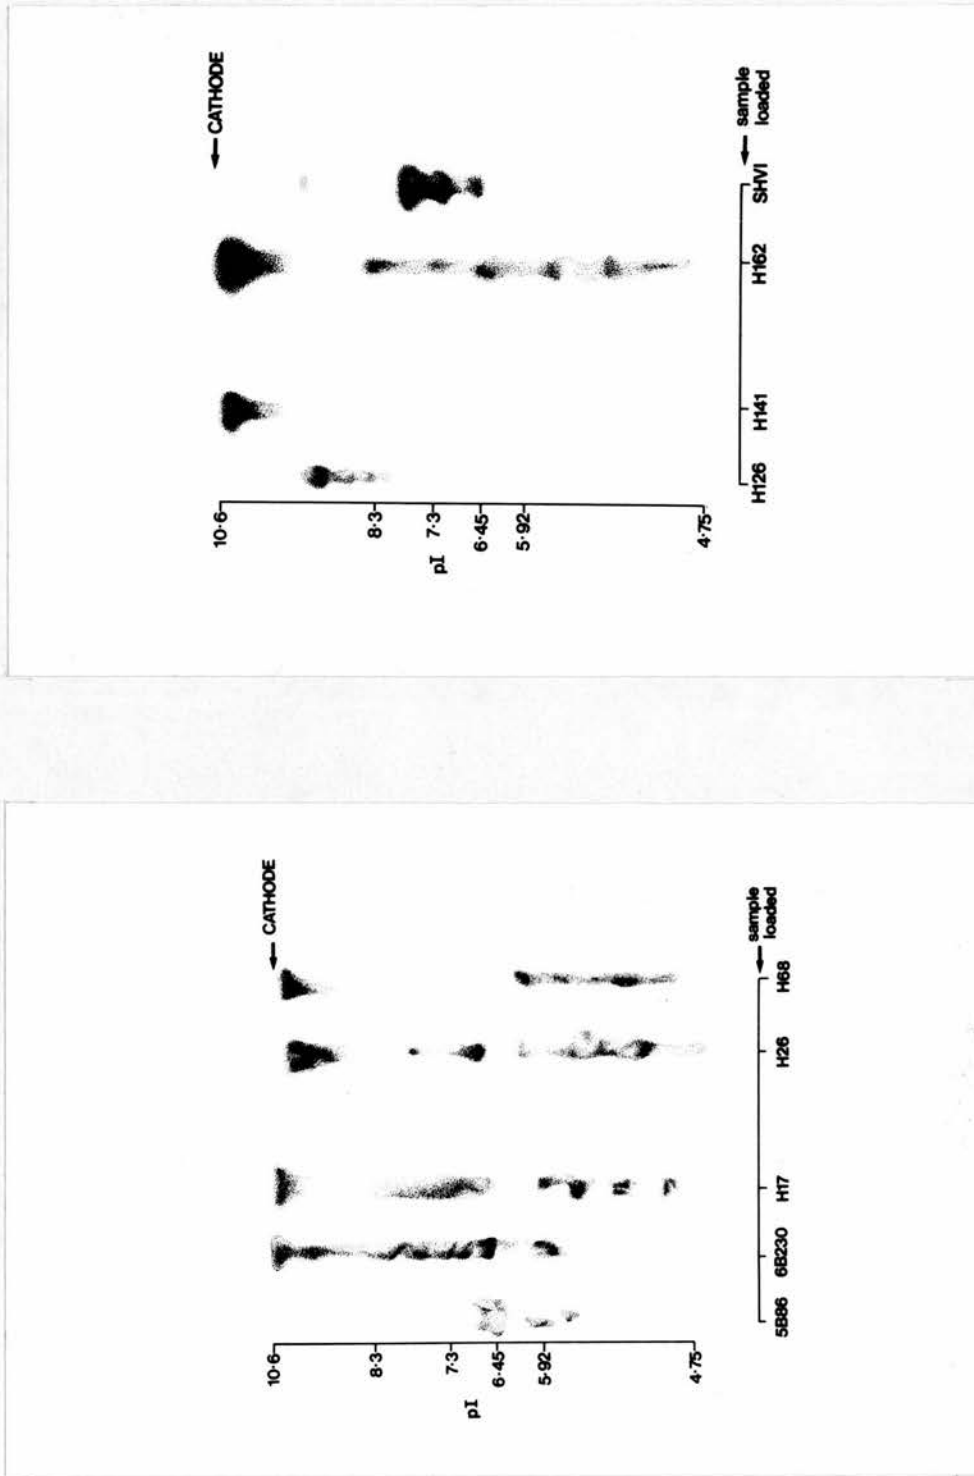 ← CATHODE
10·6
8·3
pI 7·3
6·45
5·92
4·75
H126 H141 H162 SHVI ← sample loaded
← CATHODE
10·6
8·3
7·3
pI 6·45
5·92
4·75
5B86 6B230 H17 H26 H68 ← sample loaded